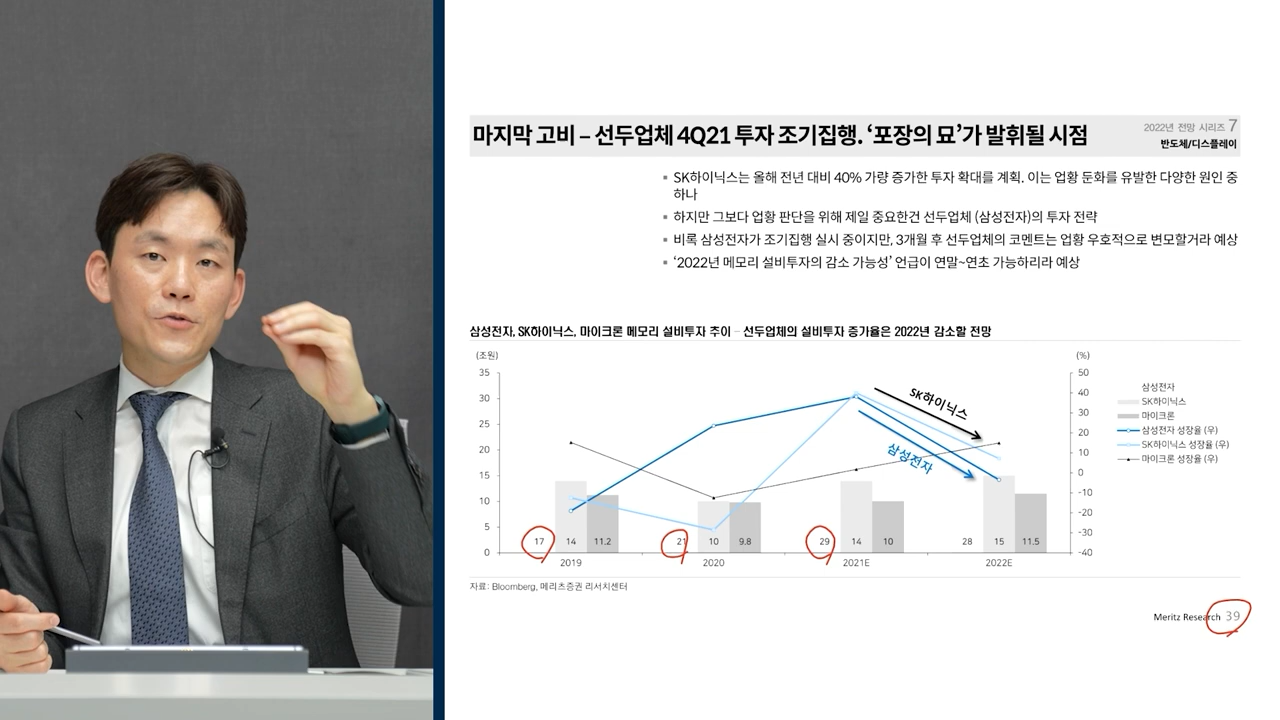 마지막 고비 – 선두업체 4Q21 투자 조기집행. ‘포장의 묘’가 발휘될 시점
2022년 전망 시리즈 7
반도체/디스플레이
SK하이닉스는 올해 전년 대비 40% 가량 증가한 투자 확대를 계획. 이는 업황 둔화를 유발한 다양한 원인 중
하나
하지만 그보다 업황 판단을 위해 제일 중요한건 선두업체 (삼성전자)의 투자 전략
비록 삼성전자가 조기집행 실시 중이지만, 3개월 후 선두업체의 코멘트는 업황 우호적으로 변모할거라 예상
‘2022년 메모리 설비투자의 감소 가능성’ 언급이 연말~연초 가능하리라 예상
삼성전자, SK하이닉스, 마이크론 메모리 설비투자 추이 – 선두업체의 설비투자 증가율은 2022년 감소할 전망
(조원)
(%)
35
30
25
20
15
10
5
0
50
40
30
20
10
0
-10
-20
-30
-40
SK하이닉스
삼성전자
17 14 11.2
21 10 9.8
29 14 10
28 15 11.5
2019 2020 2021E 2022E
삼성전자
SK하이닉스
마이크론
삼성전자 성장율 (우)
SK하이닉스 성장율 (우)
마이크론 성장율 (우)
자료: Bloomberg, 메리츠증권 리서치센터
Meritz Research 39